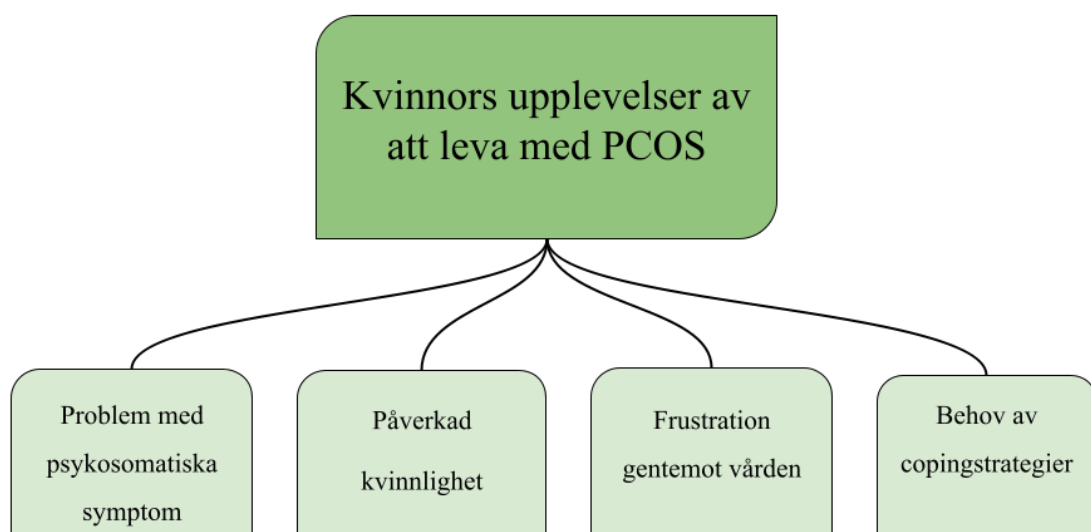 Kvinnors upplevelser av
att leva med PCOS
Problem med
psykosomatiska
symptom
Påverkad
kvinnlighet
Frustration
gentemot vården
Behov av
copingstrategier